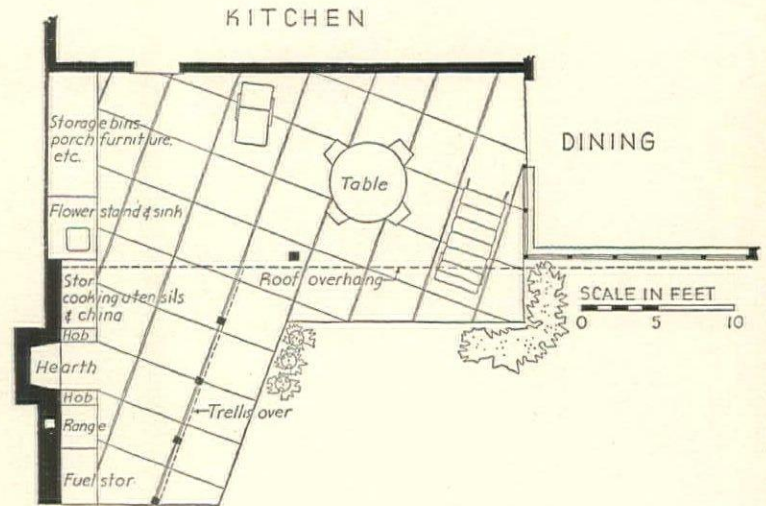 KITCHEN
DINING
Storage bins
porch furniture,
etc.
Table
Flower stand & sink
Roof overhang
Stor
cooking utensils
& china
SCALE IN FEET
0 5 10
Hob
Hearth
Hob
Trellis over
Range
Fuel stor